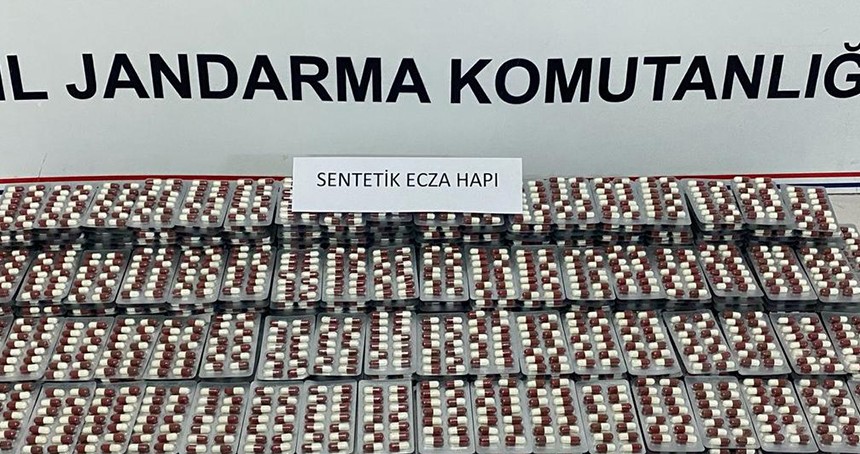 İL JANDARMA KOMUTANLIĞ
SENTETİK ECZA HAPI